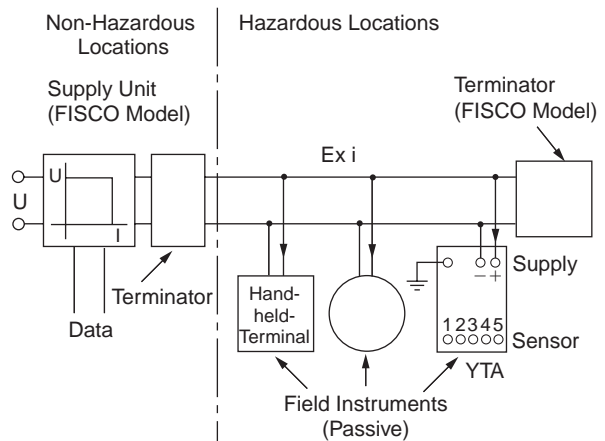 Non-Hazardous
Locations
Hazardous Locations
Supply Unit
(FISCO Model)
Terminator
(FISCO Model)
Ex i
U
U
I
Terminator
Data
Hand-
held-
Terminal
Supply
− +
1 2 3 4 5
Sensor
YTA
Field Instruments
(Passive)